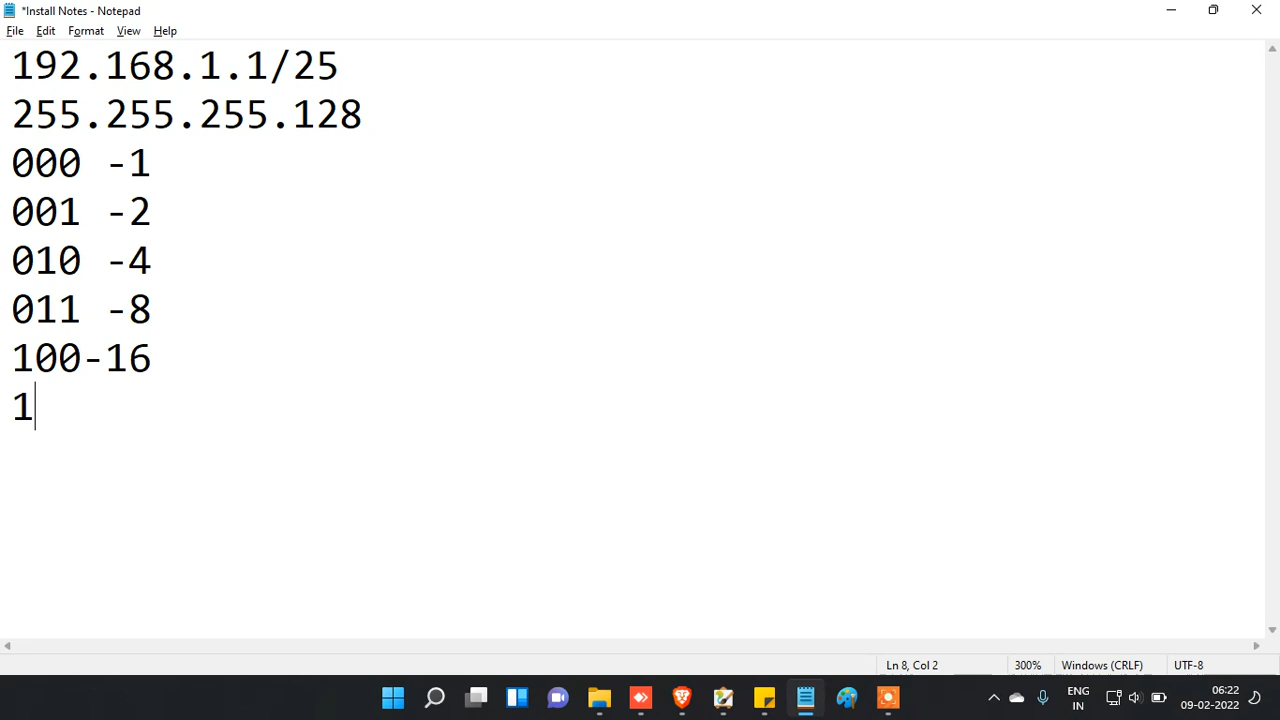 *Install Notes - Notepad
File Edit Format View Help
192.168.1.1/25
255.255.255.128
000 -1
001 -2
010 -4
011 -8
100-16
1
Ln 8, Col 2 300% Windows (CRLF) UTF-8
ENG
IN
06:22
09-02-2022